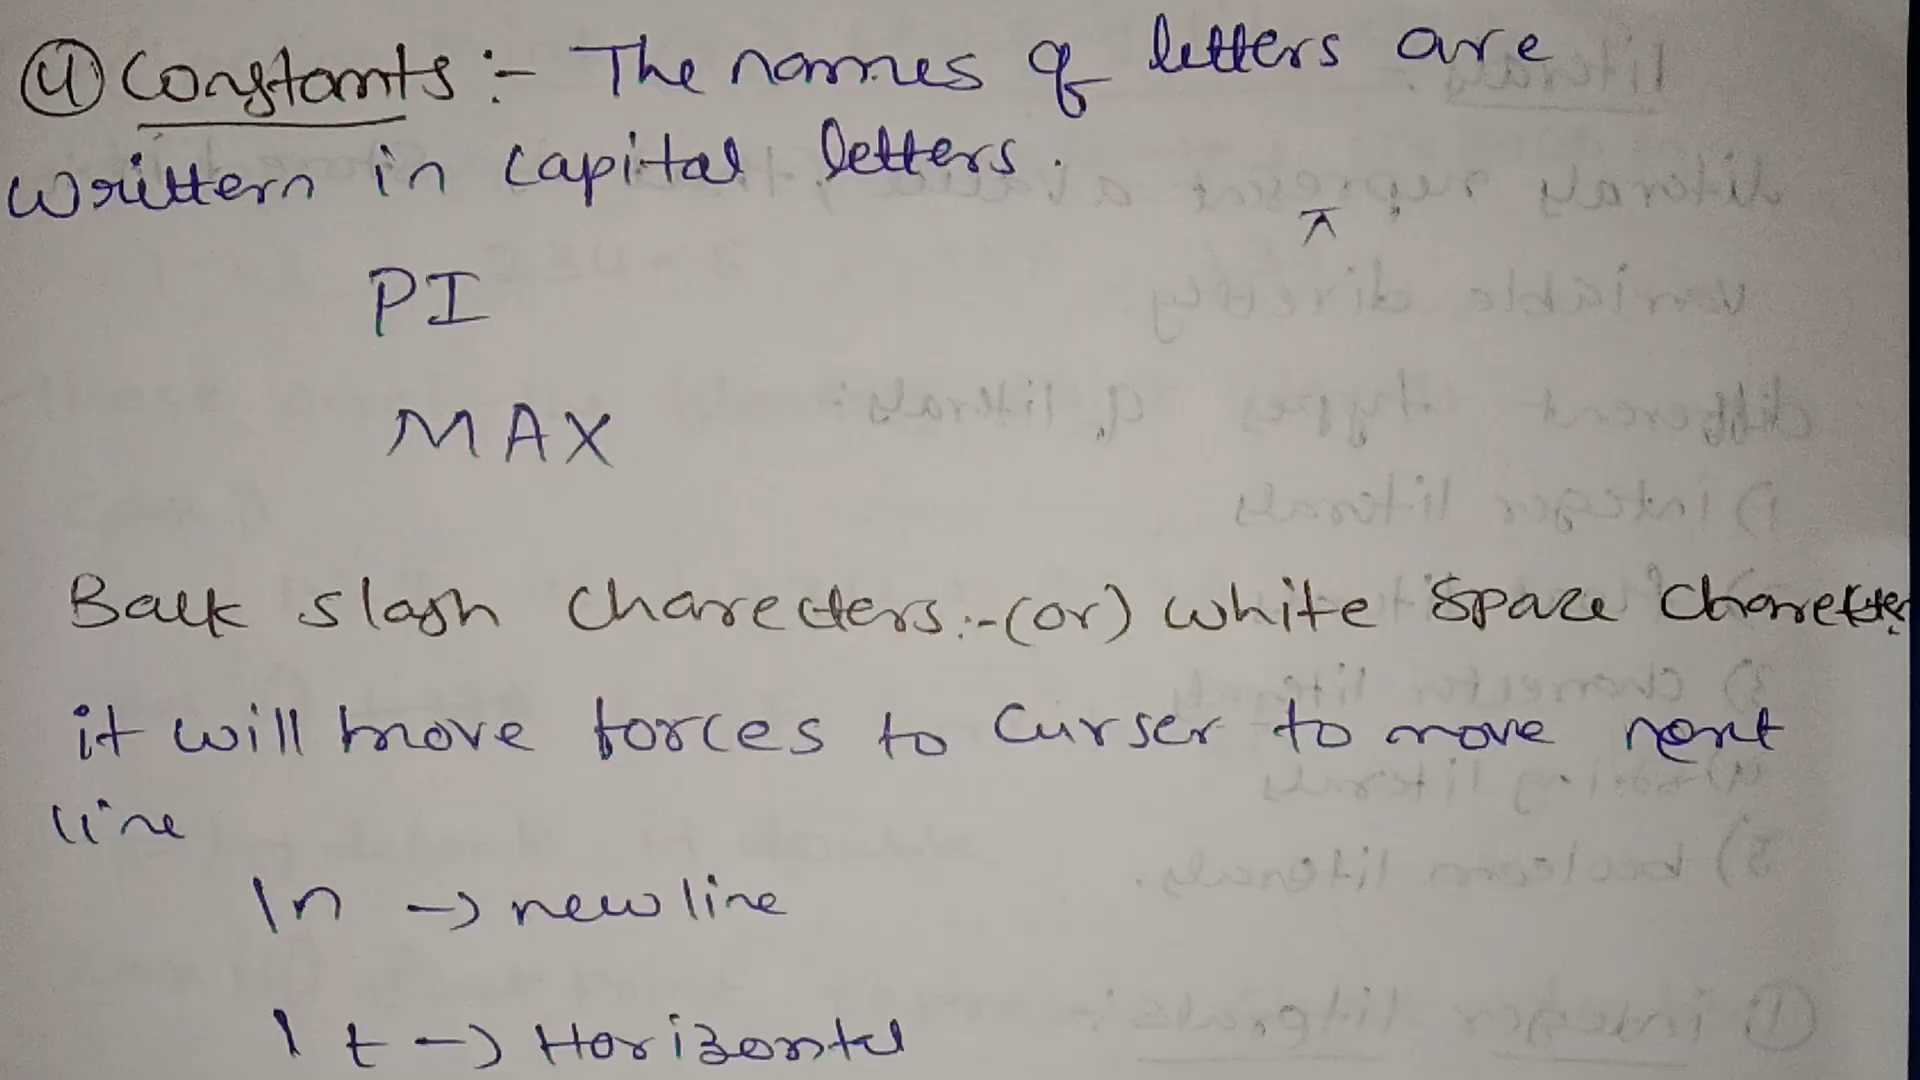 ④ Constants :- The names of letters are
written in capital letters.
PI
MAX
Back slash charecters :- (or) white space charecter
it will move forces to curser to move next
line
\n → new line
\t → Horizontal